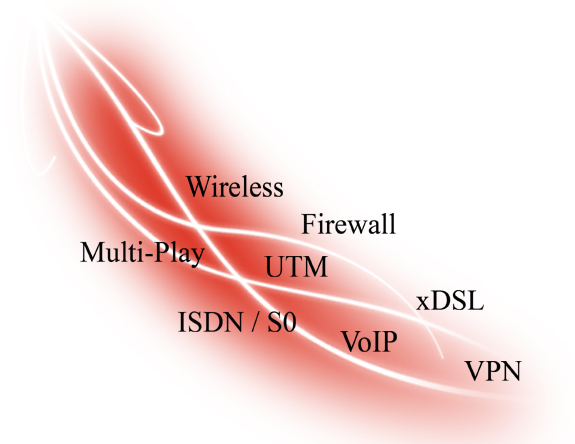 Wireless
Firewall
Multi-Play
UTM
xDSL
ISDN / S0
VoIP
VPN